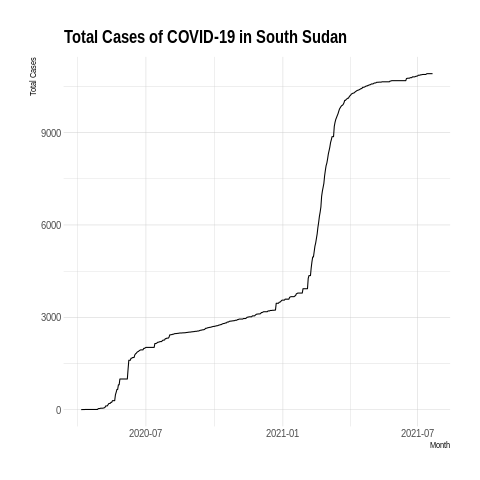 Total Cases of COVID-19 in South Sudan
Total Cases
9000
6000
3000
0
2020-07
2021-01
2021-07
Month